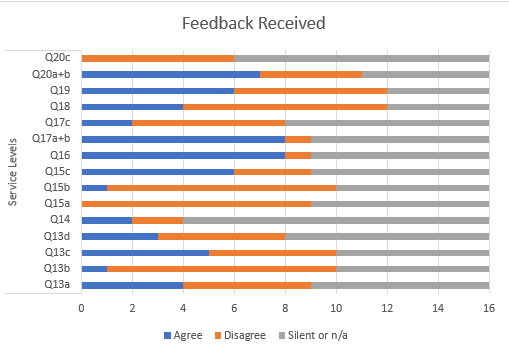 Feedback Received
Service Levels
Q20c
Q20a+b
Q19
Q18
Q17c
Q17a+b
Q16
Q15c
Q15b
Q15a
Q14
Q13d
Q13c
Q13b
Q13a
0 2 4 6 8 10 12 14 16
Agree Disagree Silent or n/a